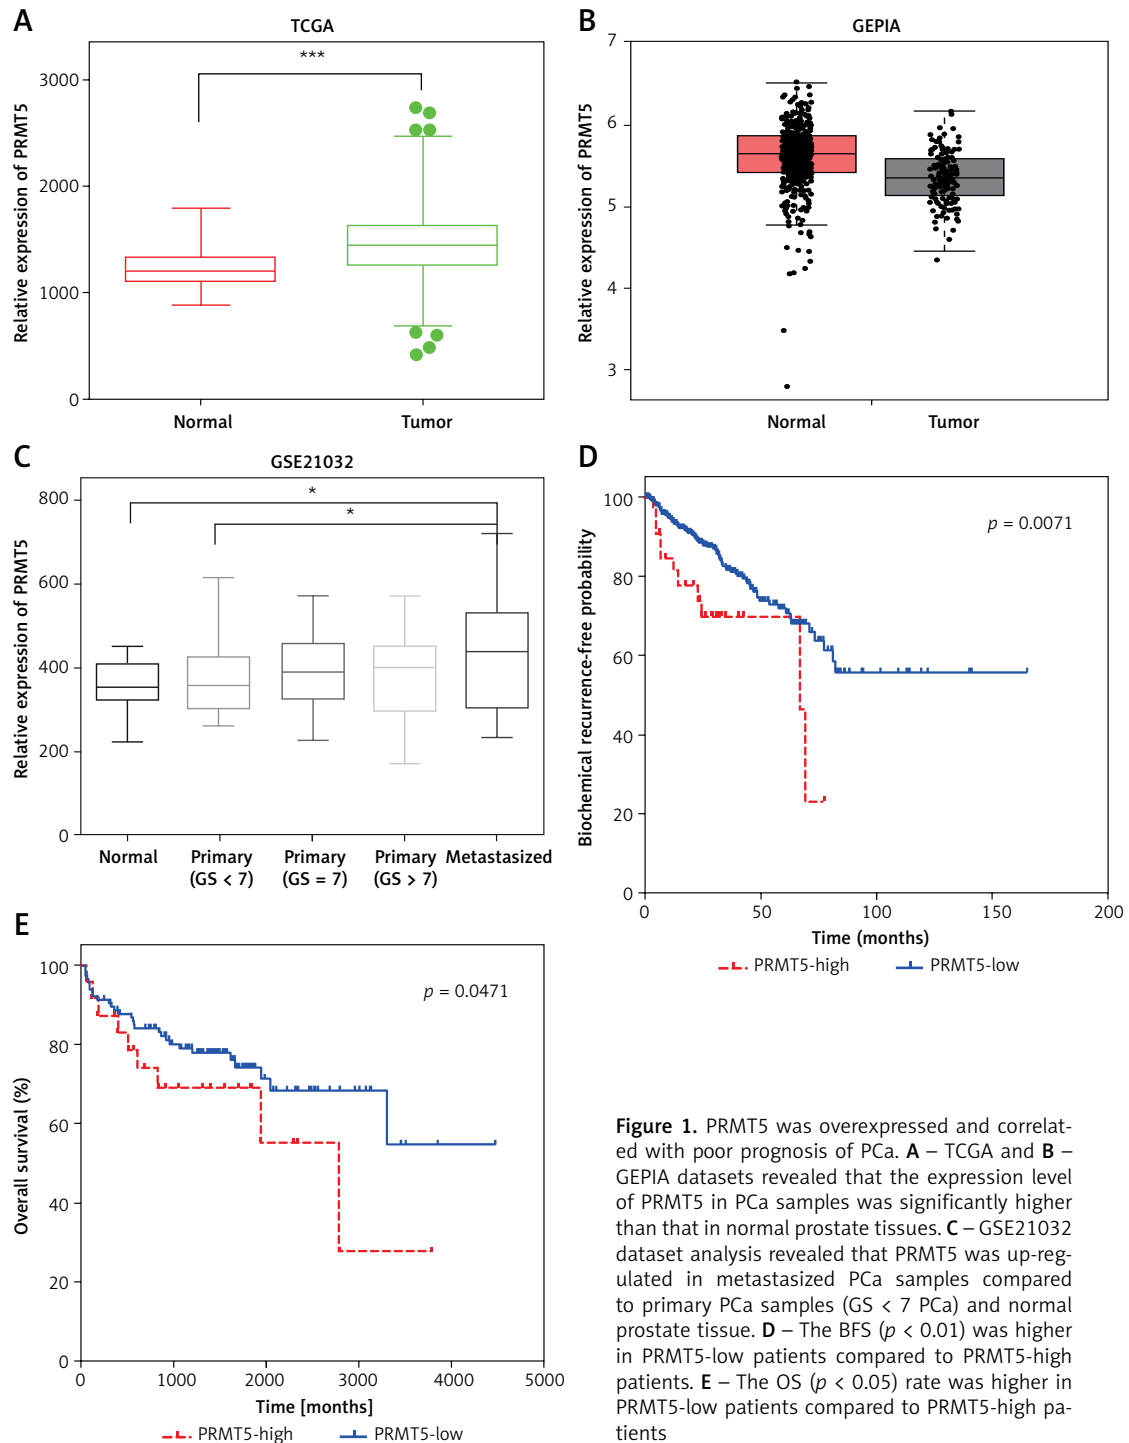 A
TCGA
***
Relative expression of PRMT5
3000
2000
1000
0
Normal
Tumor
B
GEPIA
Relative expression of PRMT5
7
6
5
4
3
Normal
Tumor
C
GSE21032
*
*
Relative expression of PRMT5
800
600
400
200
0
Normal
Primary
(GS < 7)
Primary
(GS = 7)
Primary
(GS > 7)
Metastasized
D
p = 0.0071
Biochemical recurrence-free probability
100
80
60
40
20
0
0
50
100
150
200
Time (months)
PRMT5-high
PRMT5-low
E
p = 0.0471
Overall survival (%)
100
80
60
40
20
0
0
1000
2000
3000
4000
5000
Time [months]
PRMT5-high
PRMT5-low
Figure 1. PRMT5 was overexpressed and correlat-
ed with poor prognosis of PCa. A – TCGA and B –
GEPIA datasets revealed that the expression level
of PRMT5 in PCa samples was significantly higher
than that in normal prostate tissues. C – GSE21032
dataset analysis revealed that PRMT5 was up-reg-
ulated in metastasized PCa samples compared
to primary PCa samples (GS < 7 PCa) and normal
prostate tissue. D – The BFS (p < 0.01) was higher
in PRMT5-low patients compared to PRMT5-high
patients. E – The OS (p < 0.05) rate was higher in
PRMT5-low patients compared to PRMT5-high pa-
tients